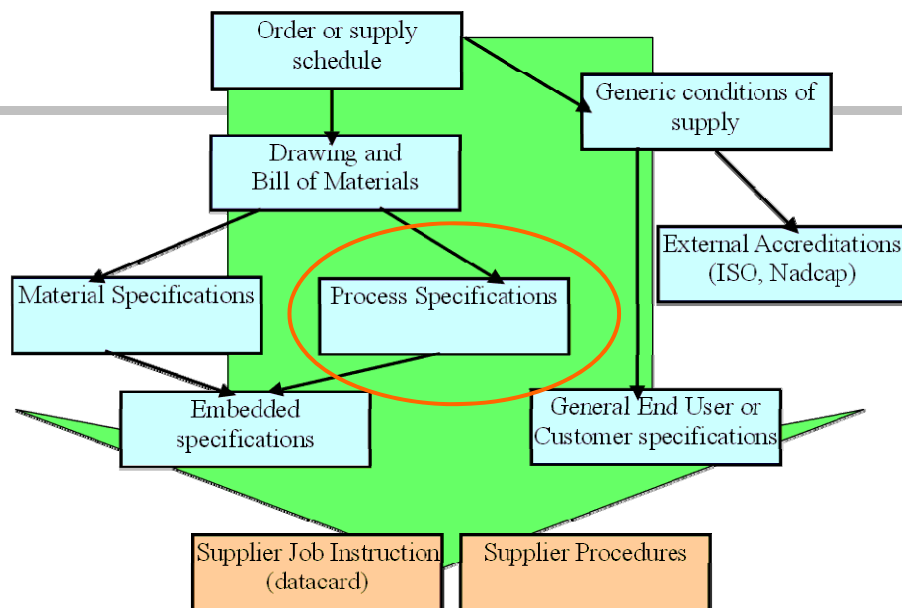 Order or supply
schedule
Generic conditions of
supply
Drawing and
Bill of Materials
External Accreditations
(ISO, Nadcap)
Material Specifications
Process Specifications
Embedded
specifications
General End User or
Customer specifications
Supplier Job Instruction
(datacard)
Supplier Procedures